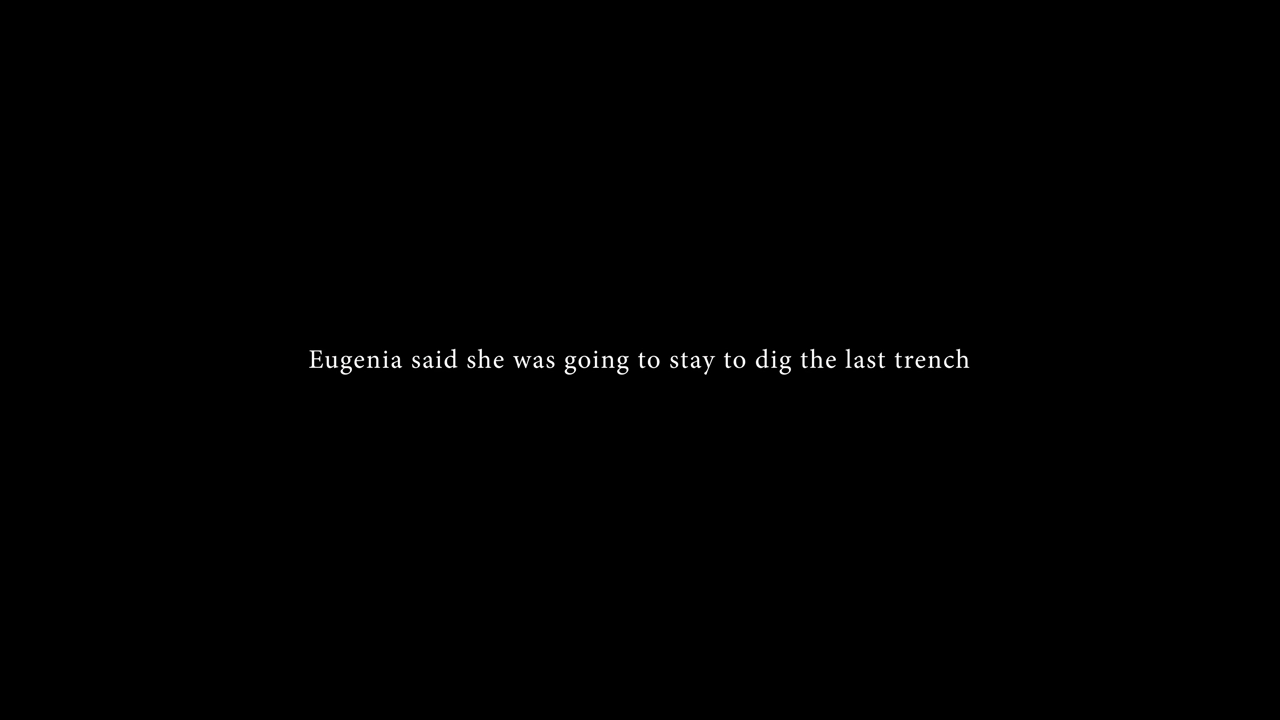 Eugenia said she was going to stay to dig the last trench